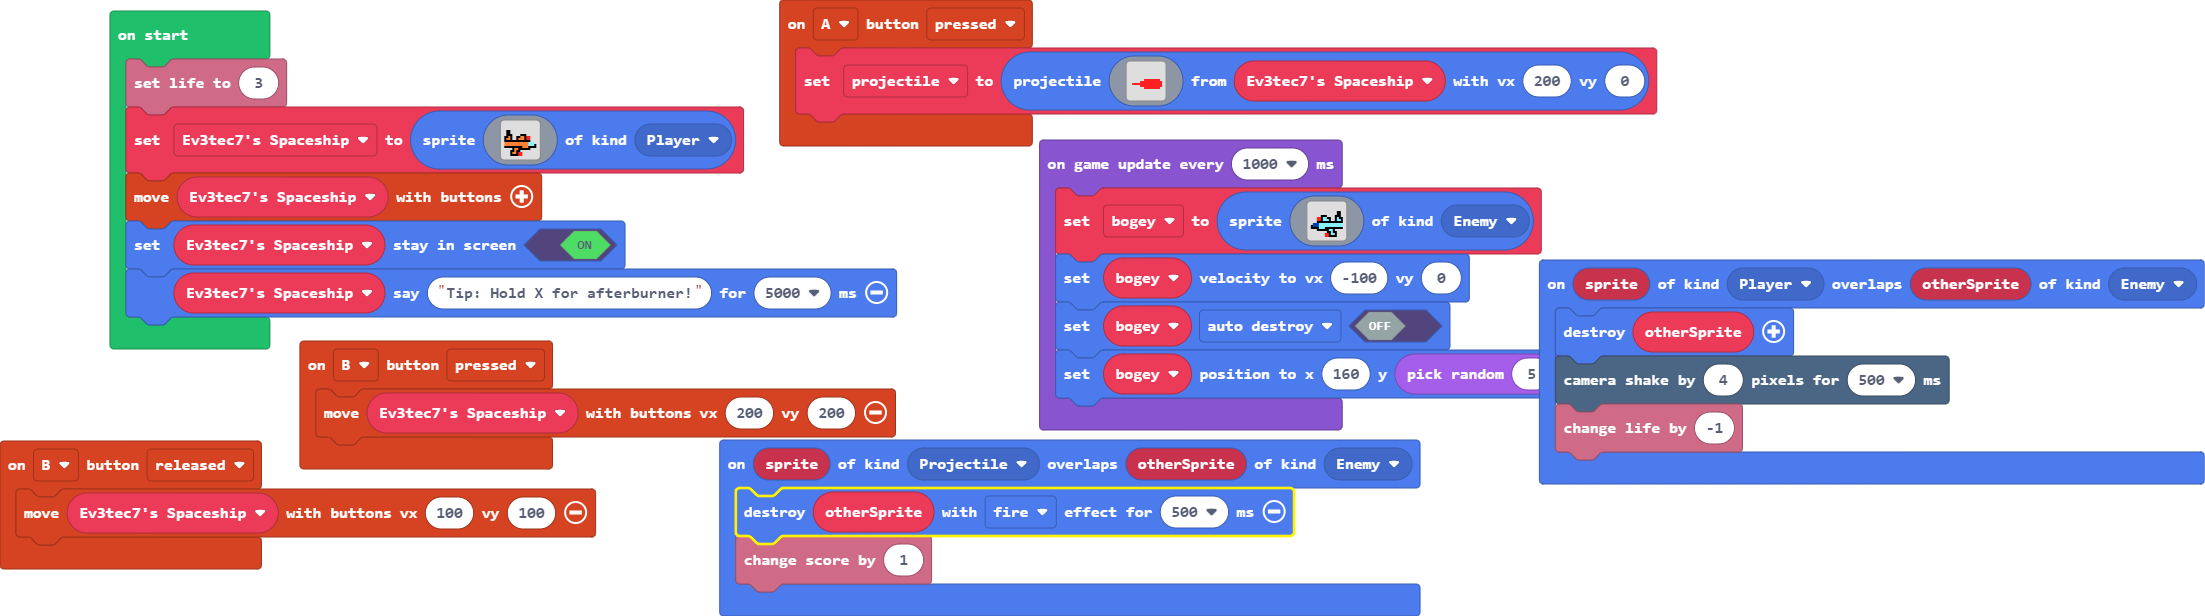 on start
set life to 3
set Ev3tec7's Spaceship to sprite of kind Player
move Ev3tec7's Spaceship with buttons
set Ev3tec7's Spaceship stay in screen ON
Ev3tec7's Spaceship say "Tip: Hold X for afterburner!" for 5000 ms
on B button pressed
move Ev3tec7's Spaceship with buttons vx 200 vy 200
on B button released
move Ev3tec7's Spaceship with buttons vx 100 vy 100
on A button pressed
set projectile to projectile from Ev3tec7's Spaceship with vx 200 vy 0
on game update every 1000 ms
set bogey to sprite of kind Enemy
set bogey velocity to vx -100 vy 0
set bogey auto destroy OFF
set bogey position to x 160 y pick random 5
on sprite of kind Projectile overlaps otherSprite of kind Enemy
destroy otherSprite with fire effect for 500 ms
change score by 1
on sprite of kind Player overlaps otherSprite of kind Enemy
destroy otherSprite
camera shake by 4 pixels for 500 ms
change life by -1